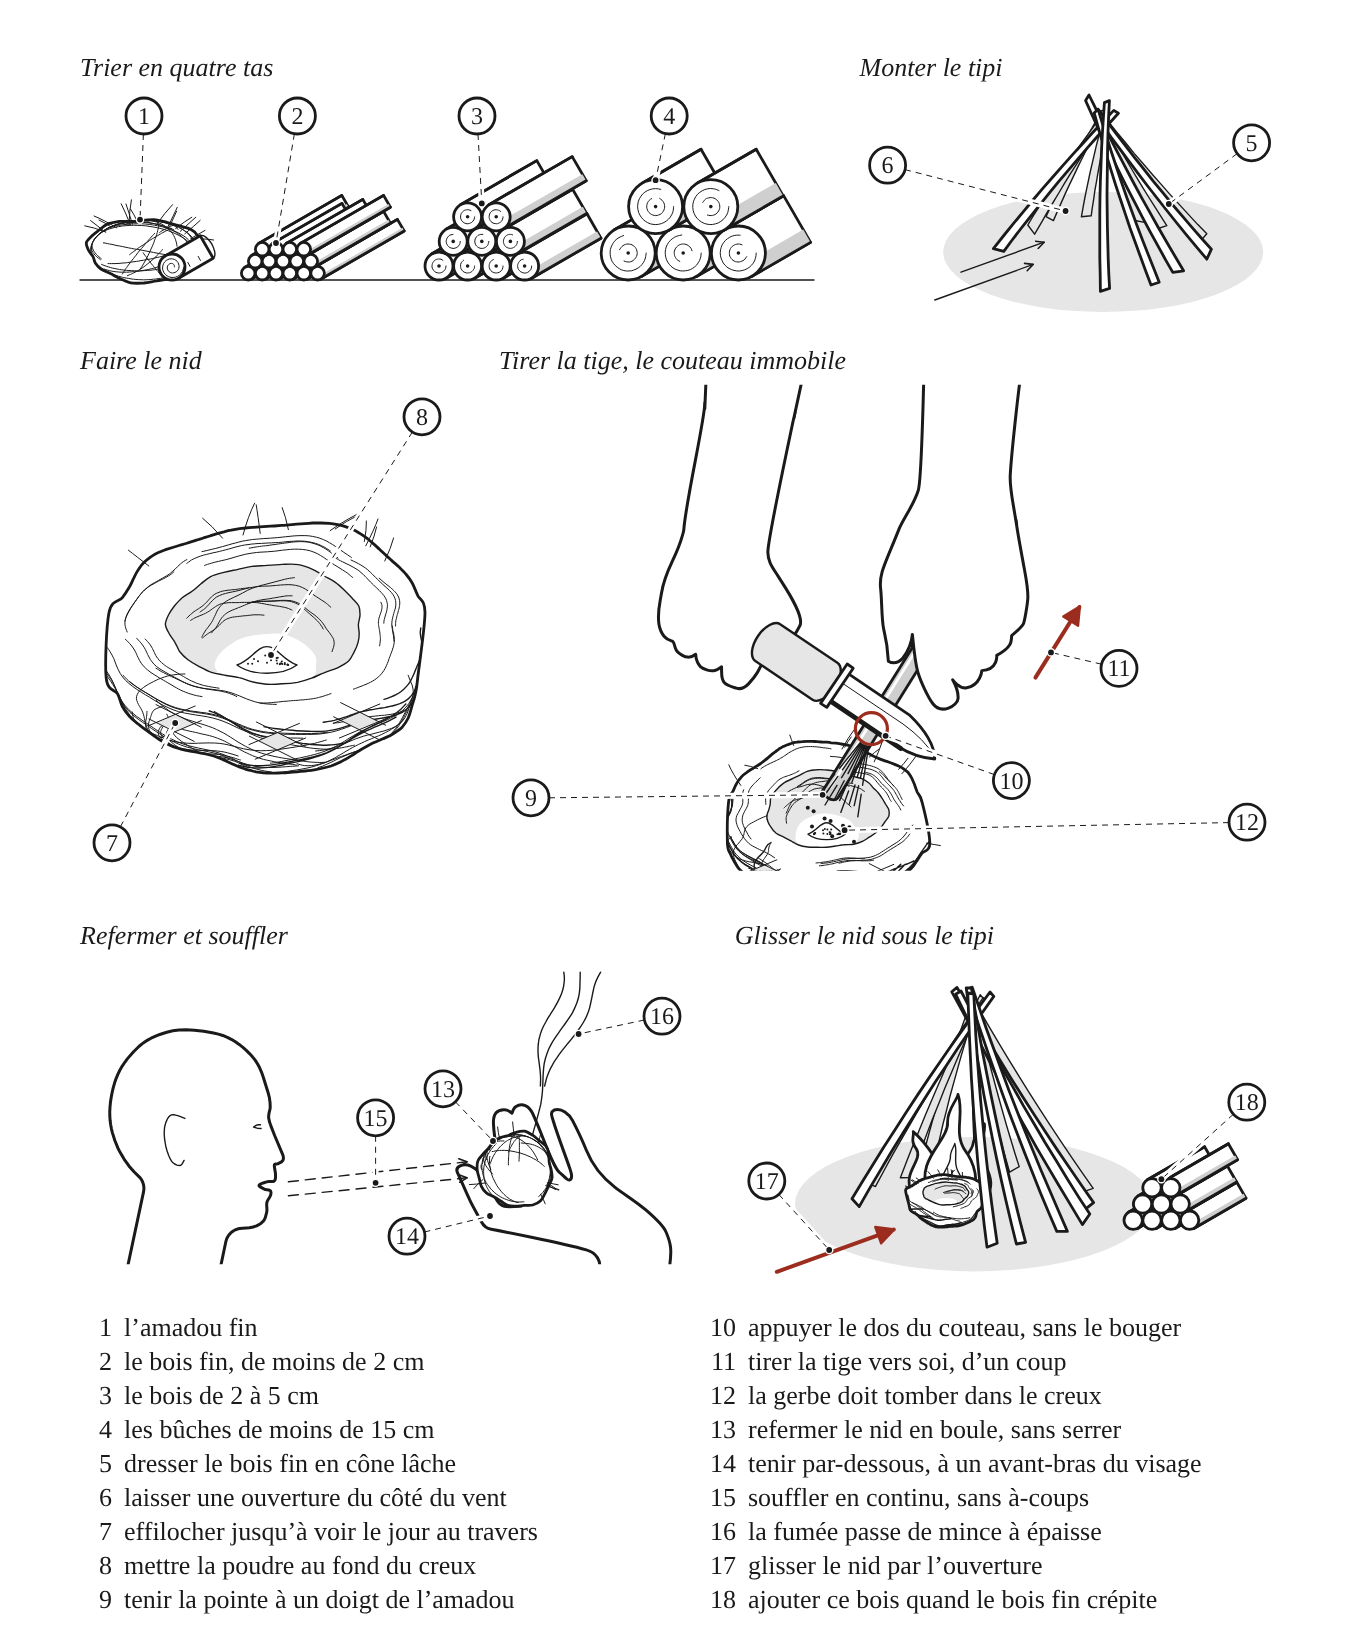 Trier en quatre tas
Monter le tipi
1
2
3
4
5
6
Faire le nid
Tirer la tige, le couteau immobile
8
7
11
10
9
12
Refermer et souffler
Glisser le nid sous le tipi
16
13
15
14
18
17
1 l’amadou fin
2 le bois fin, de moins de 2 cm
3 le bois de 2 à 5 cm
4 les bûches de moins de 15 cm
5 dresser le bois fin en cône lâche
6 laisser une ouverture du côté du vent
7 effilocher jusqu’à voir le jour au travers
8 mettre la poudre au fond du creux
9 tenir la pointe à un doigt de l’amadou
10 appuyer le dos du couteau, sans le bouger
11 tirer la tige vers soi, d’un coup
12 la gerbe doit tomber dans le creux
13 refermer le nid en boule, sans serrer
14 tenir par-dessous, à un avant-bras du visage
15 souffler en continu, sans à-coups
16 la fumée passe de mince à épaisse
17 glisser le nid par l’ouverture
18 ajouter ce bois quand le bois fin crépite